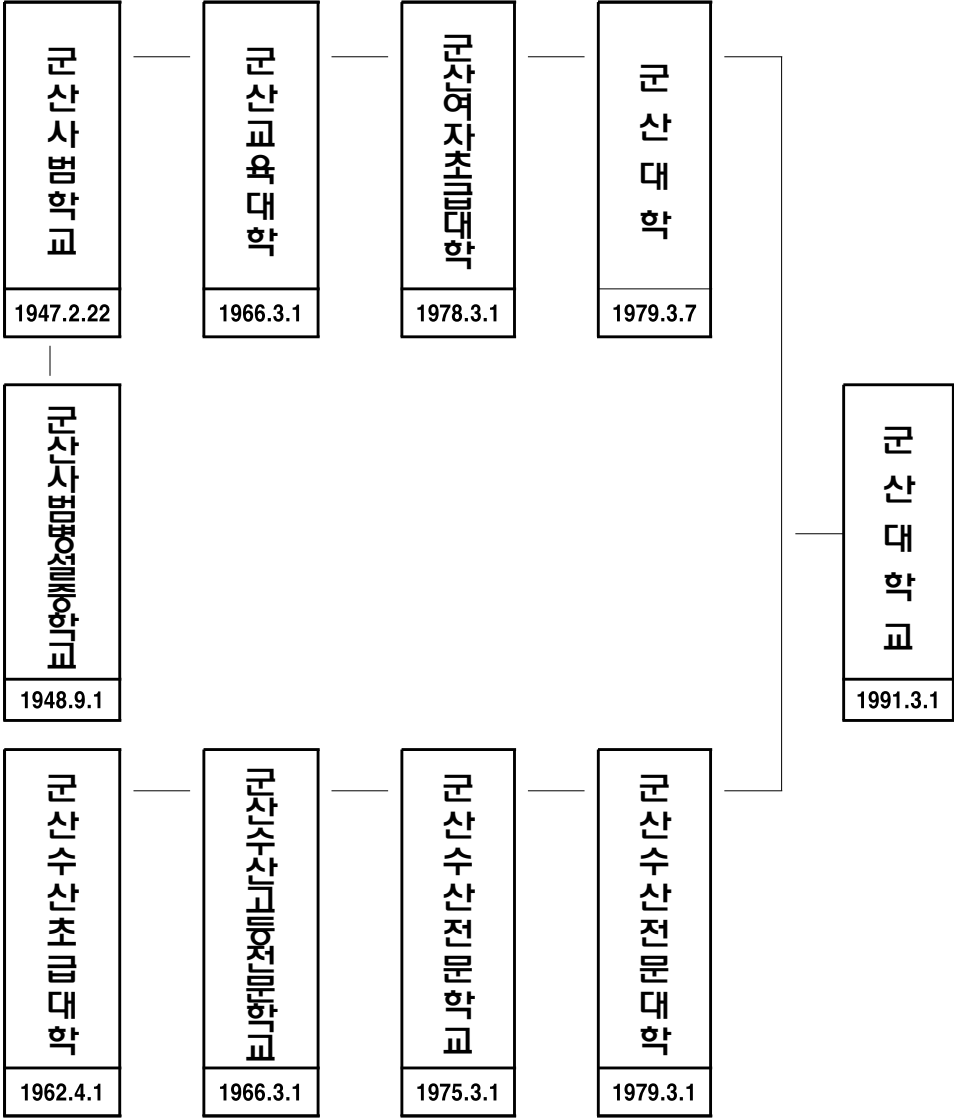 군산사범학교
1947.2.22
군산교육대학
1966.3.1
군산여자초급대학
1978.3.1
군산대학
1979.3.7
군산사범병설중학교
1948.9.1
군산대학교
1991.3.1
군산수산초급대학
1962.4.1
군산수산고등전문학교
1966.3.1
군산수산전문학교
1975.3.1
군산수산전문대학
1979.3.1